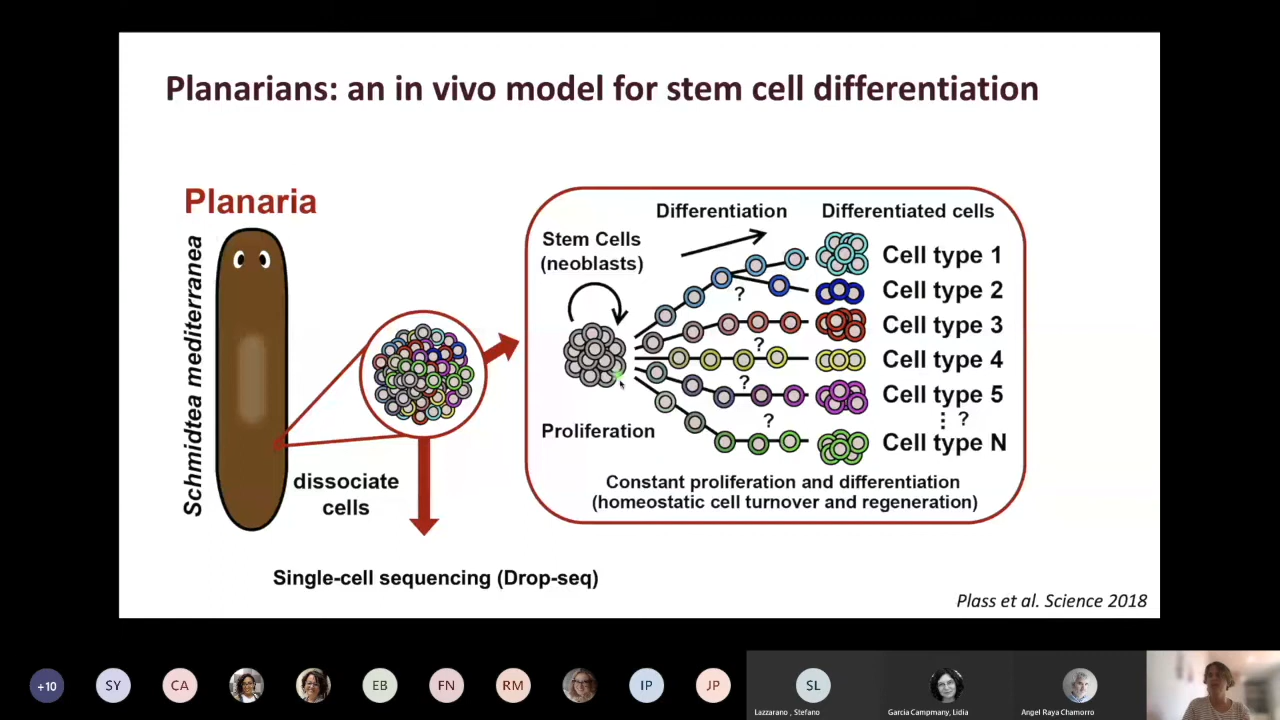 Planarians: an in vivo model for stem cell differentiation
Planaria
Schmidtea mediterranea
dissociate
cells
Single-cell sequencing (Drop-seq)
Stem Cells
(neoblasts)
Proliferation
Differentiation
Differentiated cells
?
?
?
?
Cell type 1
Cell type 2
Cell type 3
Cell type 4
Cell type 5
⋮ ?
Cell type N
Constant proliferation and differentiation
(homeostatic cell turnover and regeneration)
Plass et al. Science 2018
+10
SY
CA
EB
FN
RM
IP
JP
SL
Lazzarano , Stefano
Garcia Campmany, Lidia
Angel Raya Chamorro